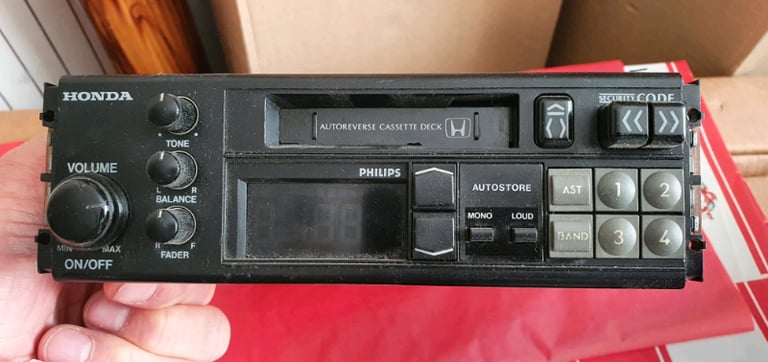 HONDA
SECURITY CODE
AUTOREVERSE CASSETTE DECK
TONE
VOLUME
L R
BALANCE
PHILIPS
AUTOSTORE
AST 1 2
MONO LOUD
BAND 3 4
R F
MIN MAX
FADER
ON/OFF